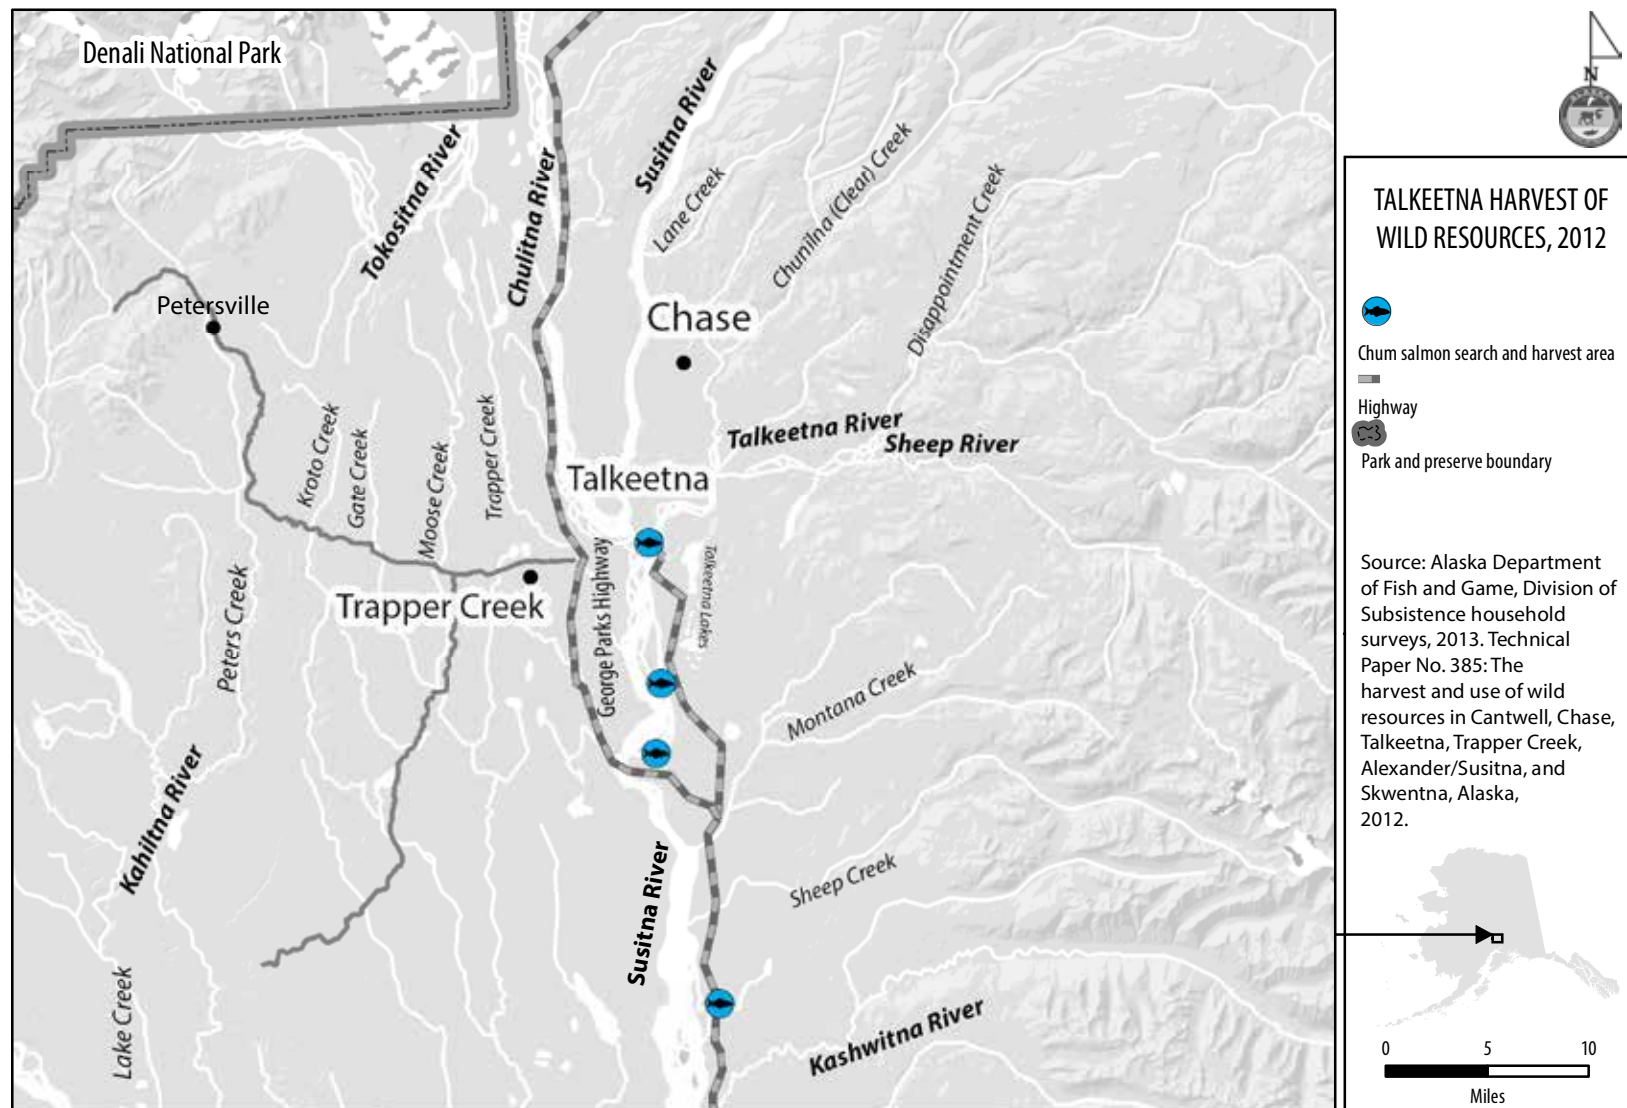 Denali National Park
Tokositna River
Chulitna River
Susitna River
Lane Creek
Chunilna (Clear) Creek
Disappointment Creek
Petersville
Chase
Kroto Creek
Gate Creek
Moose Creek
Trapper Creek
Talkeetna River
Sheep River
Talkeetna
Peters Creek
Trapper Creek
George Parks Highway
Talkeetna Lakes
Montana Creek
Kahiltna River
Susitna River
Sheep Creek
Lake Creek
Kashwitna River
N
ALASKA
TALKEETNA HARVEST OF
WILD RESOURCES, 2012
Chum salmon search and harvest area
Highway
Park and preserve boundary
Source: Alaska Department
of Fish and Game, Division of
Subsistence household
surveys, 2013. Technical
Paper No. 385: The
harvest and use of wild
resources in Cantwell, Chase,
Talkeetna, Trapper Creek,
Alexander/Susitna, and
Skwentna, Alaska,
2012.
0 5 10
Miles